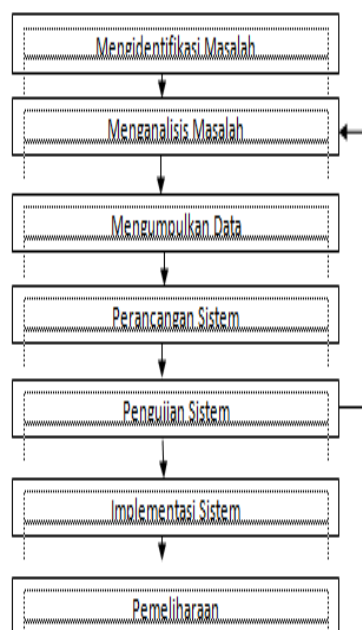 Mengidentifikasi Masalah
Menganalisis Masalah
Mengumpulkan Data
Perancangan Sistem
Pengujian Sistem
Implementasi Sistem
Pemeliharaan